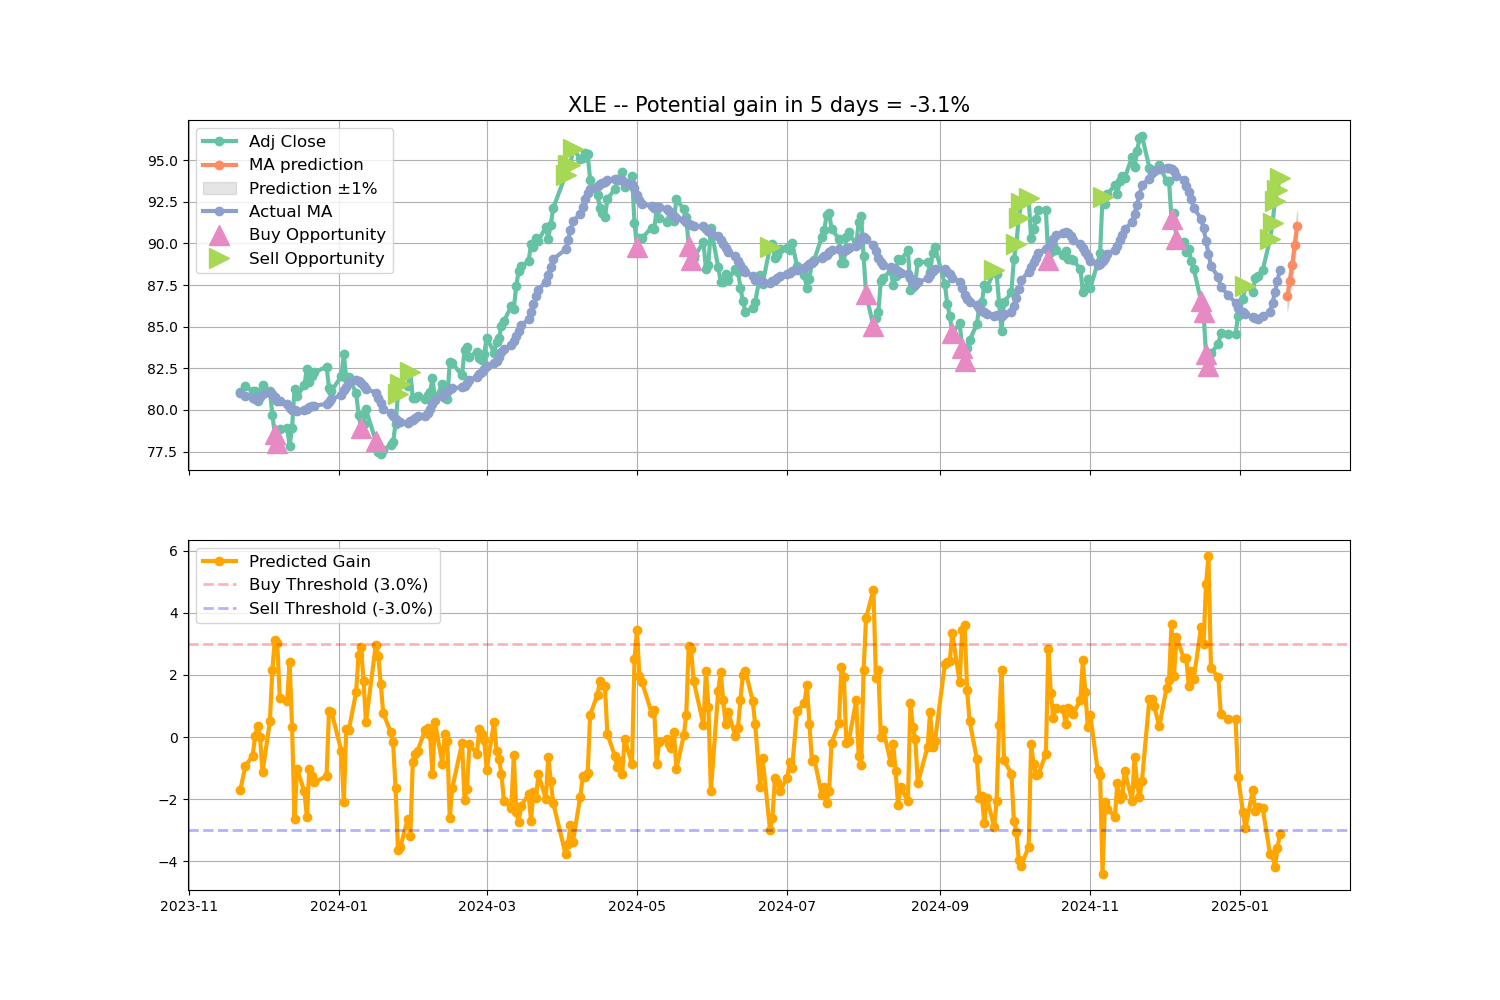 XLE -- Potential gain in 5 days = -3.1%
Adj Close
MA prediction
Prediction ±1%
Actual MA
Buy Opportunity
Sell Opportunity
95.0
92.5
90.0
87.5
85.0
82.5
80.0
77.5
Predicted Gain
Buy Threshold (3.0%)
Sell Threshold (-3.0%)
6
4
2
0
−2
−4
2023-11 2024-01 2024-03 2024-05 2024-07 2024-09 2024-11 2025-01